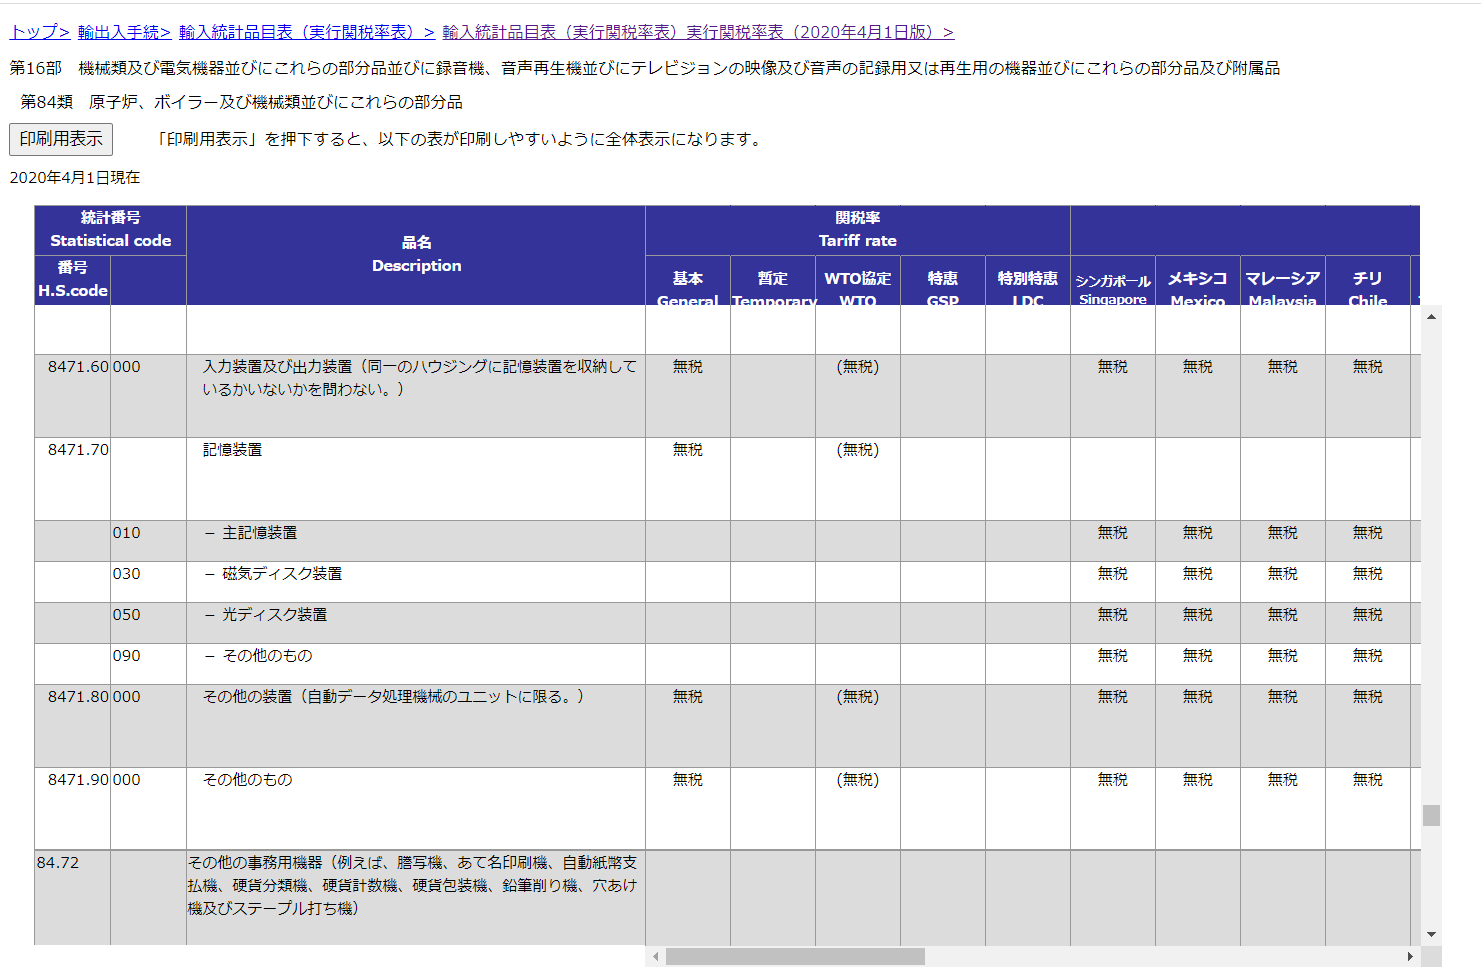 トップ> 輸出入手続> 輸入統計品目表（実行関税率表）> 輸入統計品目表（実行関税率表）実行関税率表（2020年4月1日版）>
第16部　機械類及び電気機器並びにこれらの部分品並びに録音機、音声再生機並びにテレビジョンの映像及び音声の記録用又は再生用の機器並びにこれらの部分品及び附属品
第84類　原子炉、ボイラー及び機械類並びにこれらの部分品
印刷用表示 「印刷用表示」を押下すると、以下の表が印刷しやすいように全体表示になります。
2020年4月1日現在
統計番号 関税率
Statistical code 品名 Tariff rate
番号 Description
H.S.code 基本 暫定 WTO協定 特恵 特別特恵 シンガポール メキシコ マレーシア チリ
General Temporary WTO GSP LDC Singapore Mexico Malaysia Chile
8471.60 000 入力装置及び出力装置（同一のハウジングに記憶装置を収納して 無税 (無税) 無税 無税 無税 無税
いるかいないかを問わない。）
8471.70 記憶装置 無税 (無税)
010 － 主記憶装置 無税 無税 無税 無税
030 － 磁気ディスク装置 無税 無税 無税 無税
050 － 光ディスク装置 無税 無税 無税 無税
090 － その他のもの 無税 無税 無税 無税
8471.80 000 その他の装置（自動データ処理機械のユニットに限る。） 無税 (無税) 無税 無税 無税 無税
8471.90 000 その他のもの 無税 (無税) 無税 無税 無税 無税
84.72 その他の事務用機器（例えば、謄写機、あて名印刷機、自動紙幣支
払機、硬貨分類機、硬貨計数機、硬貨包装機、鉛筆削り機、穴あけ
機及びステープル打ち機）